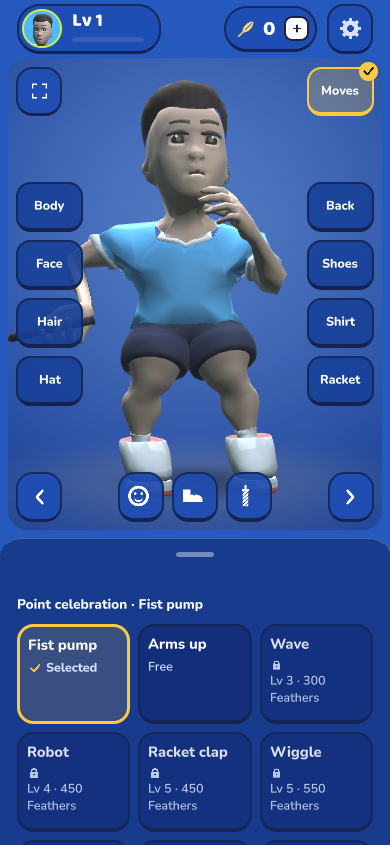 Lv 1
0
+
Moves
Body
Back
Face
Shoes
Hair
Shirt
Hat
Racket
Point celebration · Fist pump
Fist pump
Selected
Arms up
Free
Wave
Lv 3 · 300
Feathers
Robot
Lv 4 · 450
Feathers
Racket clap
Lv 5 · 450
Feathers
Wiggle
Lv 5 · 550
Feathers